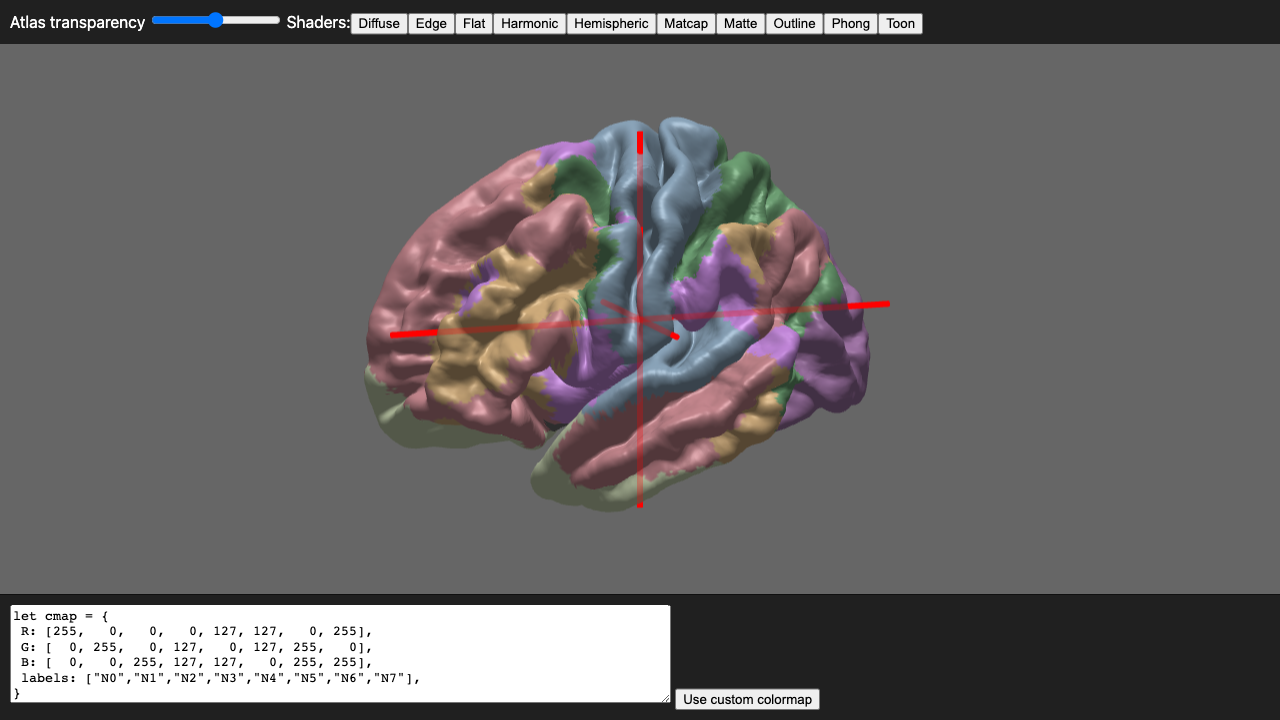 Atlas transparency Shaders: Diffuse Edge Flat Harmonic Hemispheric Matcap Matte Outline Phong Toon
let cmap = {
 R: [255,   0,   0,   0, 127, 127,   0, 255],
 G: [  0, 255,   0, 127,   0, 127, 255,   0],
 B: [  0,   0, 255, 127, 127,   0, 255, 255],
 labels: ["N0","N1","N2","N3","N4","N5","N6","N7"],
}
Use custom colormap